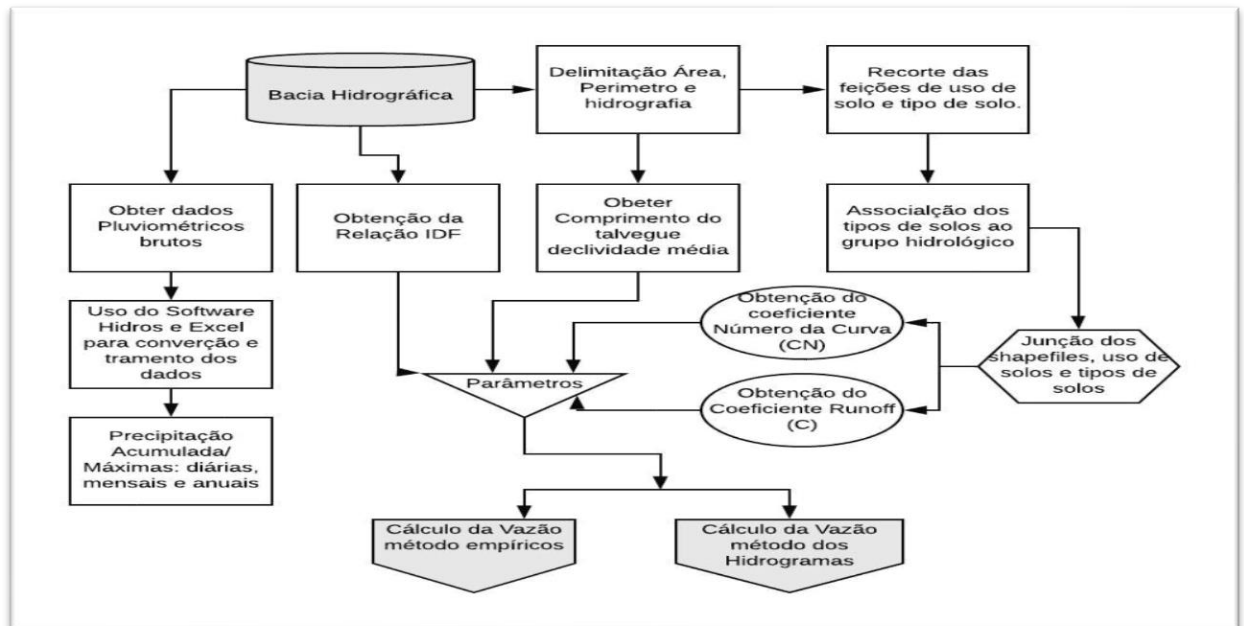 Bacia Hidrográfica
Delimitação Área,
Perimetro e
hidrografia
Recorte das
feições de uso de
solo e tipo de solo.
Obter dados
Pluviométricos
brutos
Obtenção da
Relação IDF
Obeter
Comprimento do
talvegue
declividade média
Associalção dos
tipos de solos ao
grupo hidrológico
Uso do Software
Hidros e Excel
para converção e
tramento dos
dados
Obtenção do
coeficiente
Número da Curva
(CN)
Junção dos
shapefiles, uso de
solos e tipos de
solos
Parâmetros
Obtenção do
Coeficiente Runoff
(C)
Precipitação
Acumulada/
Máximas: diárias,
mensais e anuais
Cálculo da Vazão
método empíricos
Cálculo da Vazão
método dos
Hidrogramas